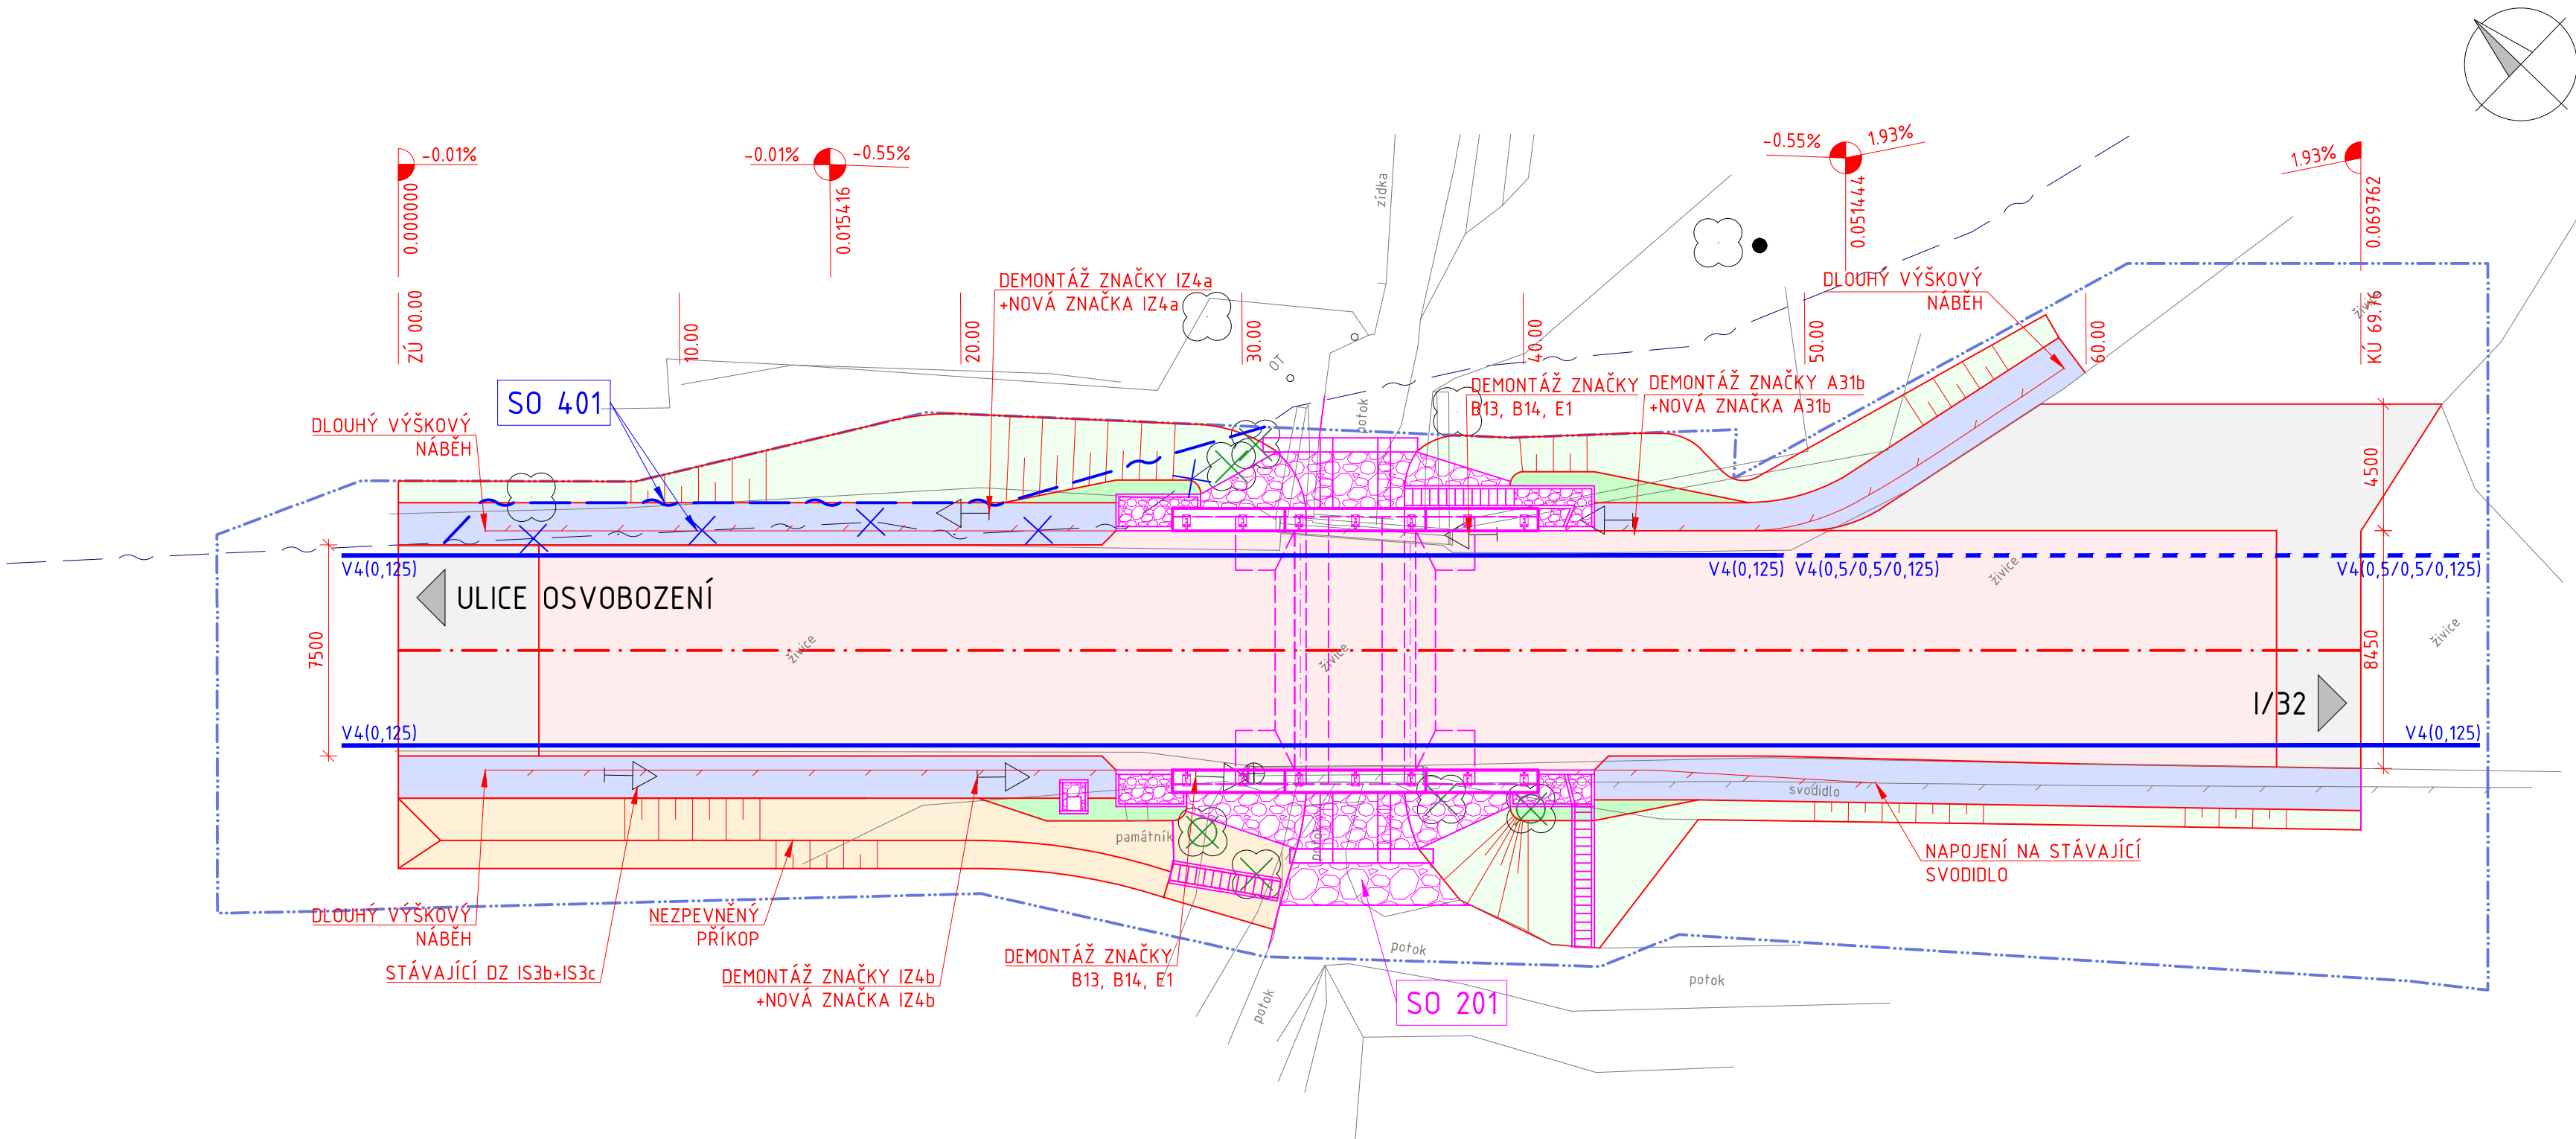 -0.01%
-0.01%
-0.55%
-0.55%
1.93%
1.93%
0.000000
0.015416
0.051444
0.069762
zídka
ZÚ 00.00
10.00
20.00
30.00
40.00
50.00
60.00
KÚ 69.76
DEMONTÁŽ ZNAČKY IZ4a
+NOVÁ ZNAČKA IZ4a
DLOUHÝ VÝŠKOVÝ
NÁBĚH
živice
OT
SO 401
DEMONTÁŽ ZNAČKY
B13, B14, E1
DEMONTÁŽ ZNAČKY A31b
+NOVÁ ZNAČKA A31b
potok
DLOUHÝ VÝŠKOVÝ
NÁBĚH
4500
V4(0,125)
V4(0,125)
V4(0,5/0,5/0,125)
V4(0,5/0,5/0,125)
živice
ULICE OSVOBOZENÍ
7500
živice
živice
živice
8450
I/32
V4(0,125)
V4(0,125)
svodidlo
památník
potok
NAPOJENÍ NA STÁVAJÍCÍ
SVODIDLO
DLOUHÝ VÝŠKOVÝ
NÁBĚH
NEZPEVNĚNÝ
PŘÍKOP
STÁVAJÍCÍ DZ IS3b+IS3c
DEMONTÁŽ ZNAČKY IZ4b
+NOVÁ ZNAČKA IZ4b
DEMONTÁŽ ZNAČKY
B13, B14, E1
potok
potok
potok
SO 201